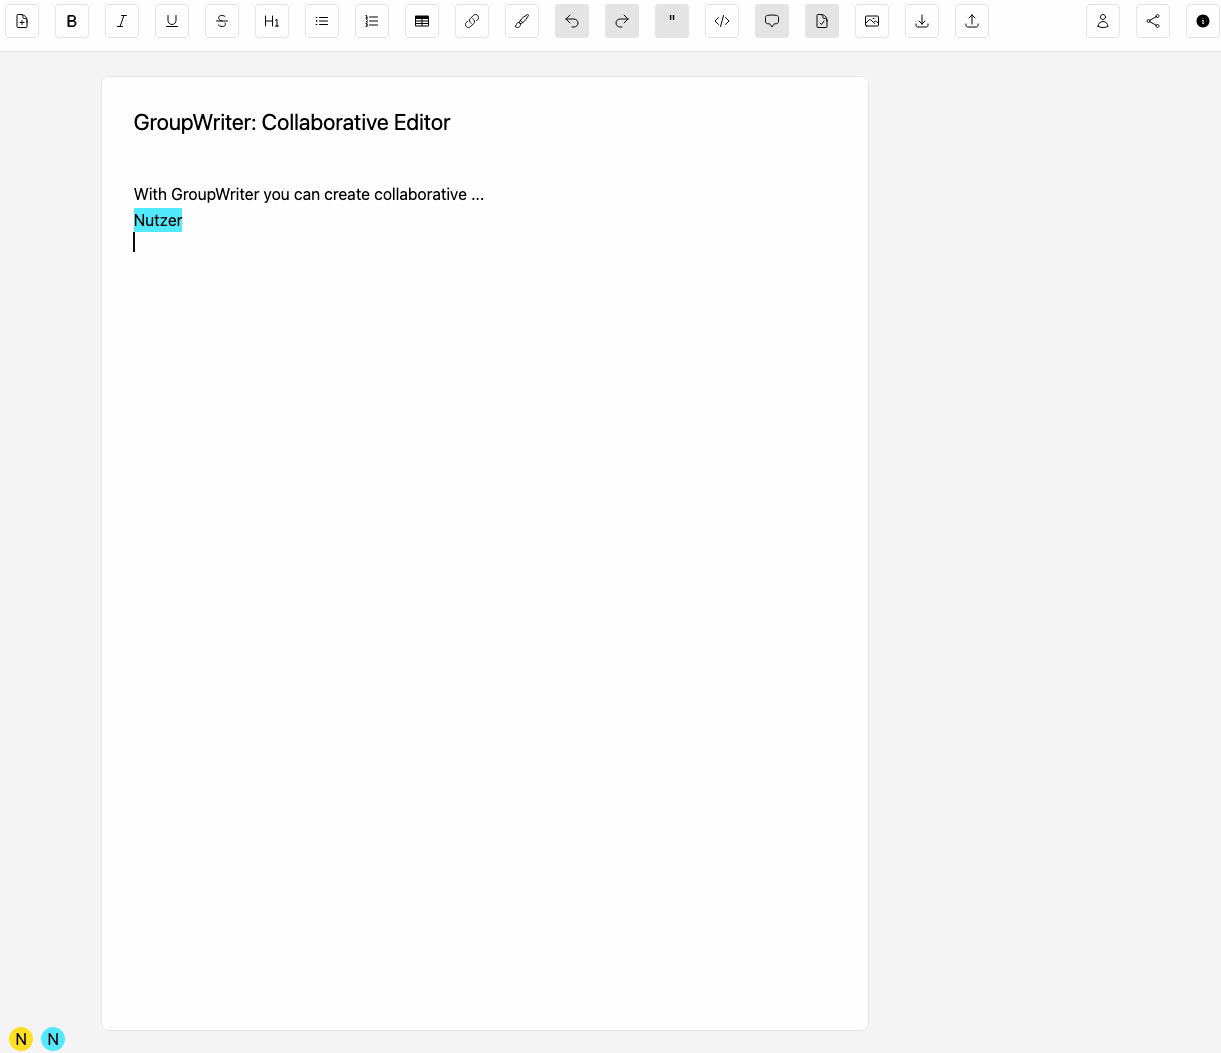 B I U S H1 "
GroupWriter: Collaborative Editor
With GroupWriter you can create collaborative ...
Nutzer
N N